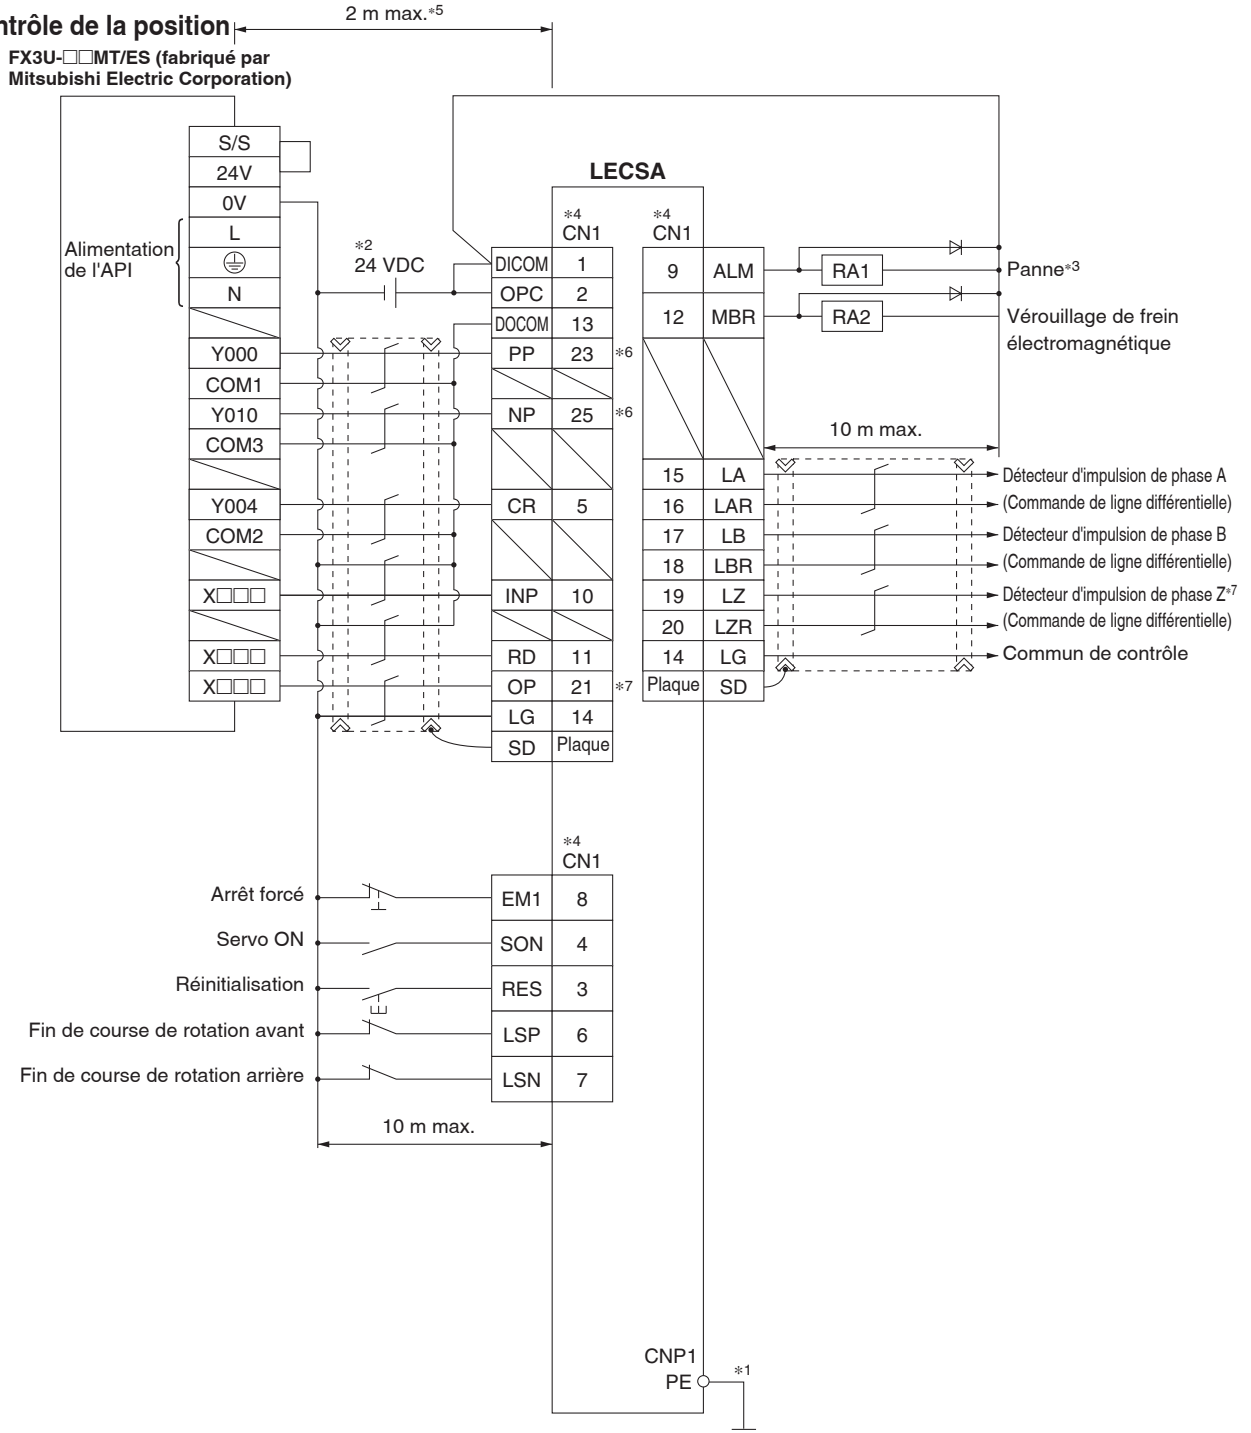 ntrôle de la position
2 m max.*5
FX3U-□□MT/ES (fabriqué par
Mitsubishi Electric Corporation)
S/S
24V
0V
L
N
Alimentation
de l'API
Y000
COM1
Y010
COM3
Y004
COM2
X□□□
X□□□
X□□□
*2
24 VDC
LECSA
*4
CN1
DICOM 1
OPC 2
DOCOM 13
PP 23 *6
NP 25 *6
CR 5
INP 10
RD 11
OP 21 *7
LG 14
SD Plaque
*4
CN1
9 ALM
12 MBR
15 LA
16 LAR
17 LB
18 LBR
19 LZ
20 LZR
14 LG
Plaque SD
RA1
Panne*3
RA2
Vérouillage de frein
électromagnétique
10 m max.
Détecteur d'impulsion de phase A
(Commande de ligne différentielle)
Détecteur d'impulsion de phase B
(Commande de ligne différentielle)
Détecteur d'impulsion de phase Z*7
(Commande de ligne différentielle)
Commun de contrôle
*4
CN1
Arrêt forcé EM1 8
Servo ON SON 4
Réinitialisation RES 3
Fin de course de rotation avant LSP 6
Fin de course de rotation arrière LSN 7
10 m max.
CNP1
PE *1